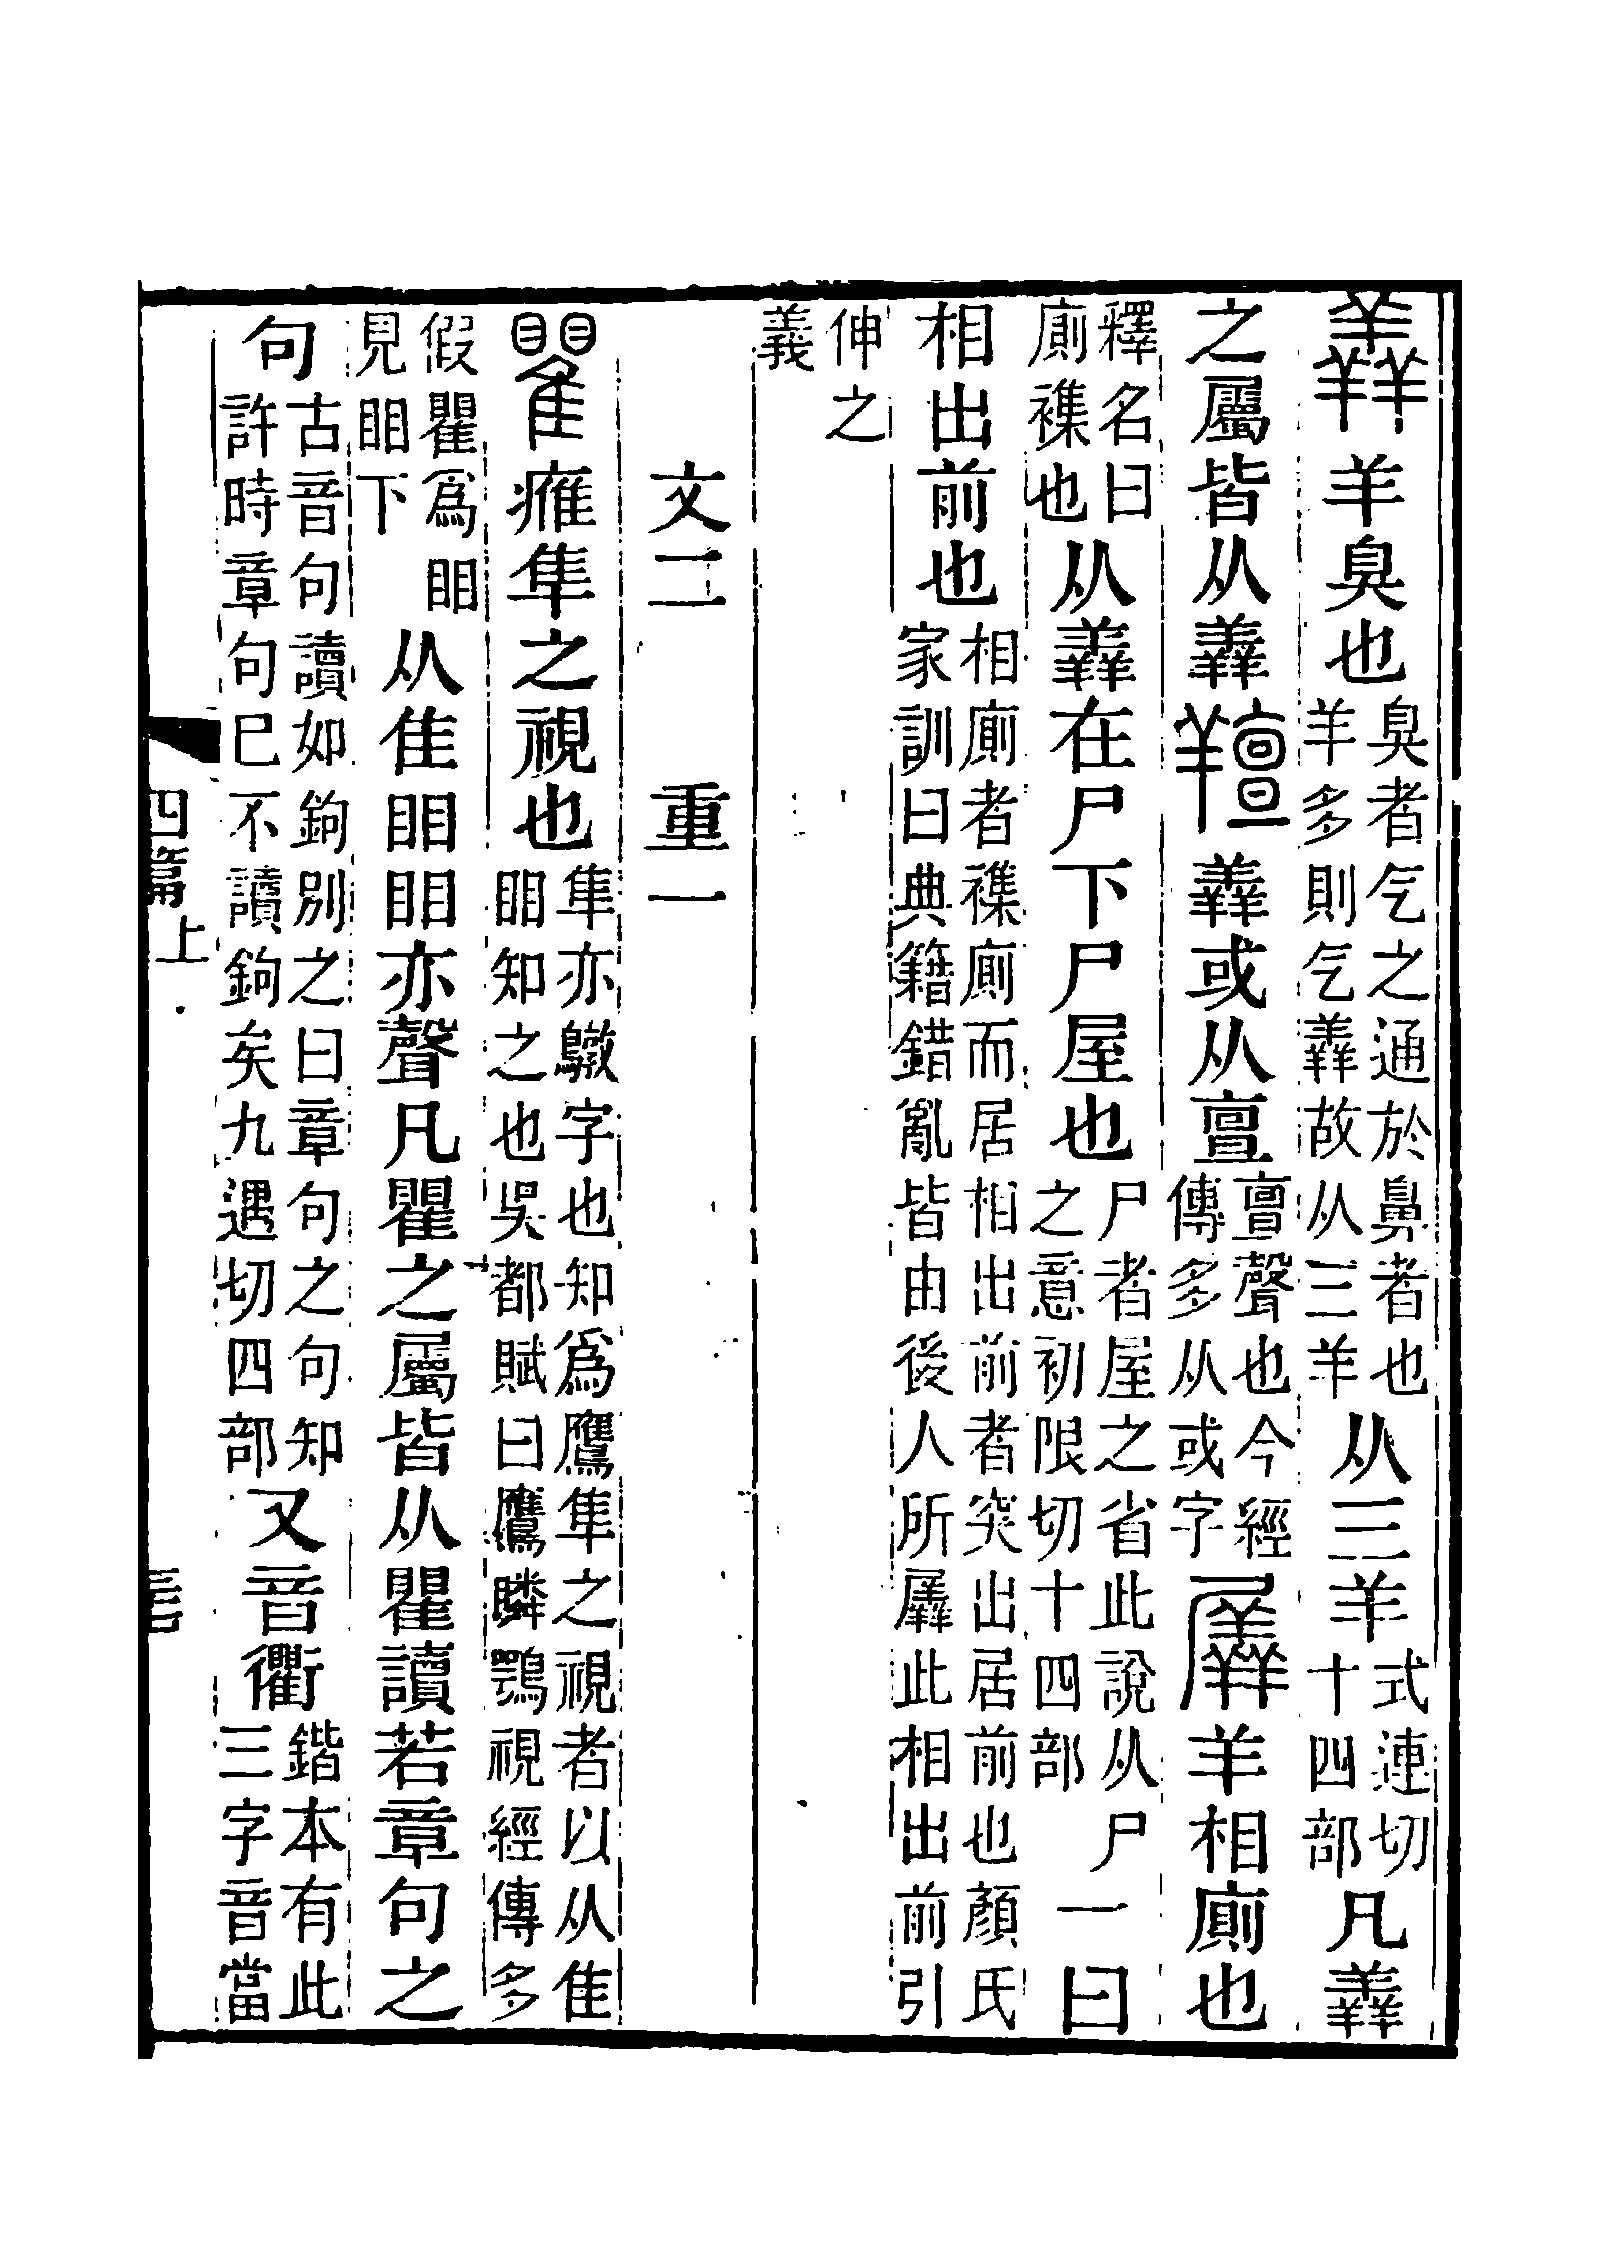 羴羊臭也臭者气之通於鼻者也羊多則气羴故从三羊从三羊式連切十四部凡羴
之屬皆从羴羶羴或从亶亶聲也今經傳多从或字羼羊相廁也
釋名曰廁襍也从羴在尸下尸屋也尸者屋之省此說从尸之意初限切十四部一曰
相出前也相廁者襍廁而居相出前者突出居前也顏氏家訓曰典籍錯亂皆由後人所羼此相出前引
伸之義
文二重一
瞿雁隼之視也隼亦鷻字也知爲鷹隼之視者以从隹䀠知之也吳都賦曰鷹瞵鶚視經傳多
假瞿爲䀠見䀠下从隹䀠䀠亦聲凡瞿之屬皆从瞿讀若章句之
句古音句讀如鉤別之曰章句之句知許時章句已不讀鉤矣九遇切四部又音衢鍇本有此三字音當
四篇上